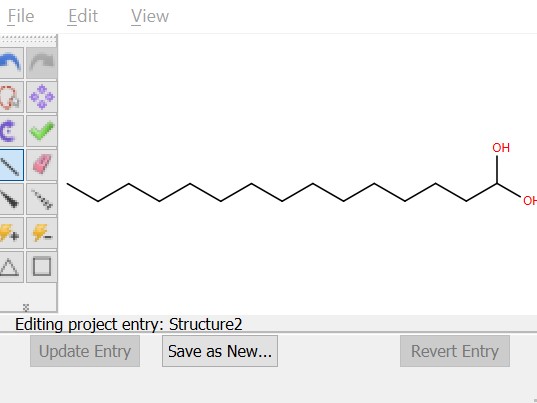 File Edit View
OH
OH
Editing project entry: Structure2
Update Entry Save as New... Revert Entry